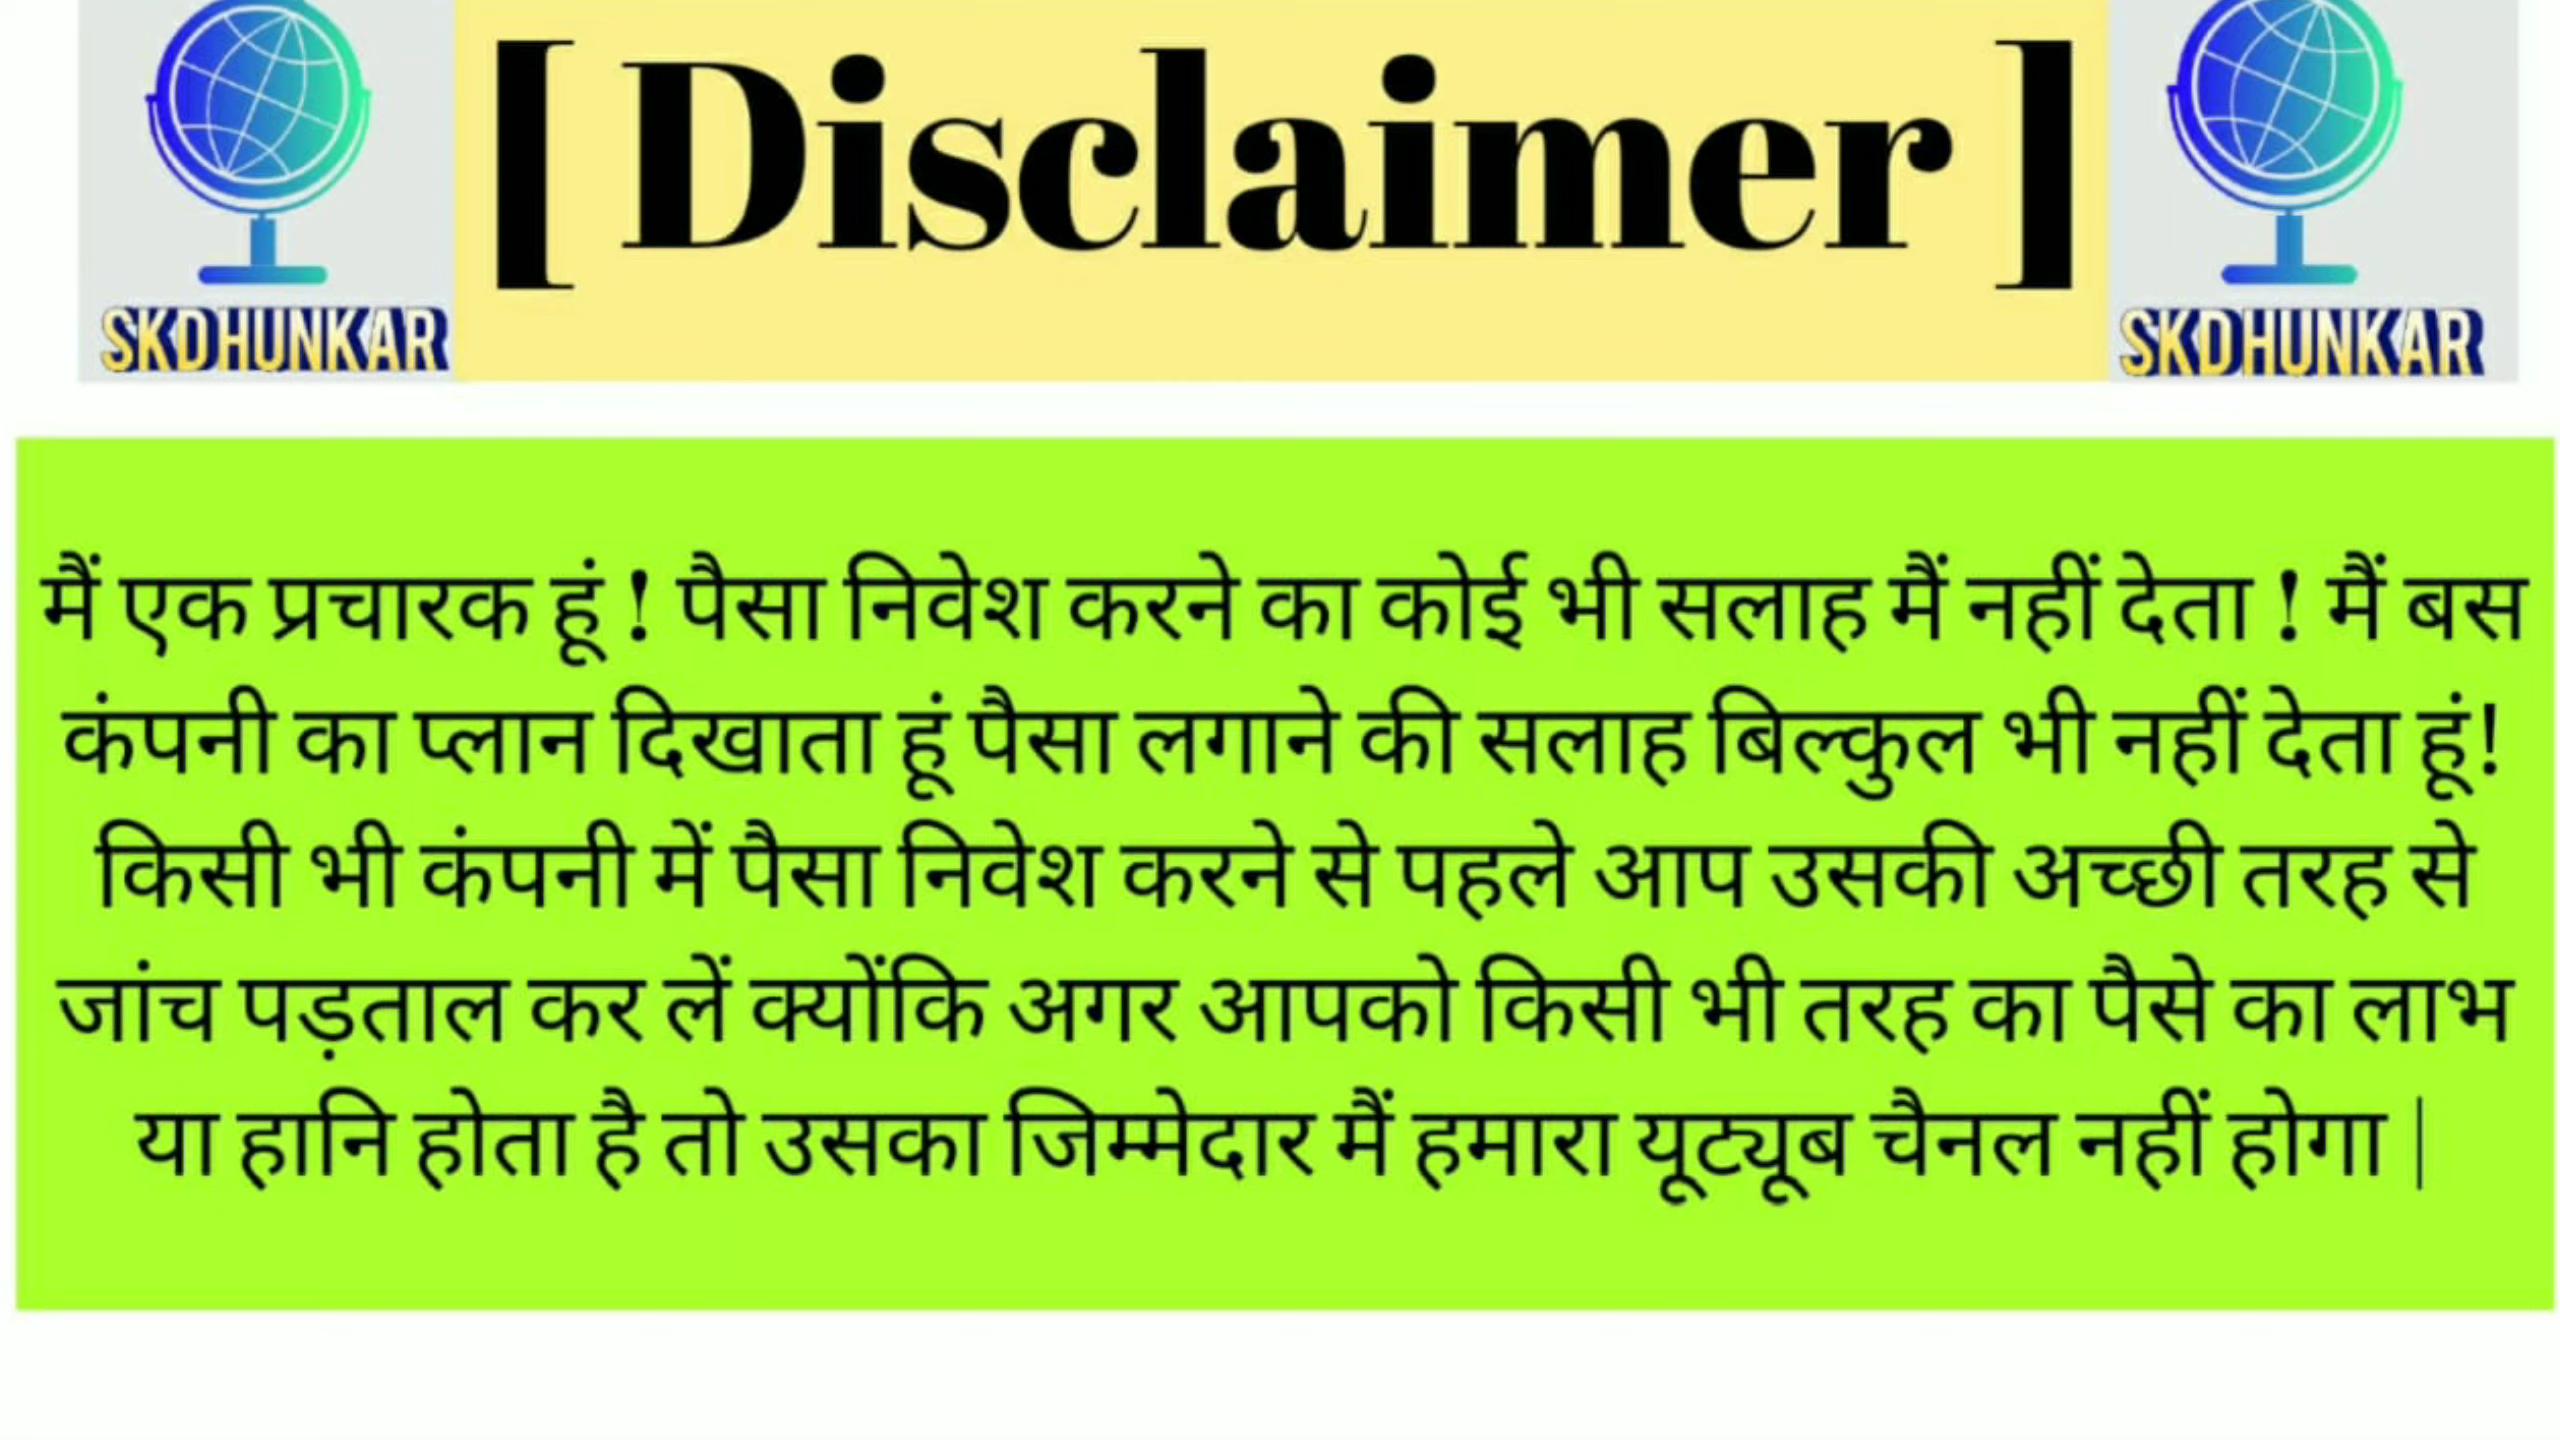 [ Disclaimer ]
SKDHUNKAR
SKDHUNKAR
मैं एक प्रचारक हूं ! पैसा निवेश करने का कोई भी सलाह मैं नहीं देता ! मैं बस
कंपनी का प्लान दिखाता हूं पैसा लगाने की सलाह बिल्कुल भी नहीं देता हूं!
किसी भी कंपनी में पैसा निवेश करने से पहले आप उसकी अच्छी तरह से
जांच पड़ताल कर लें क्योंकि अगर आपको किसी भी तरह का पैसे का लाभ
या हानि होता है तो उसका जिम्मेदार मैं हमारा यूट्यूब चैनल नहीं होगा |